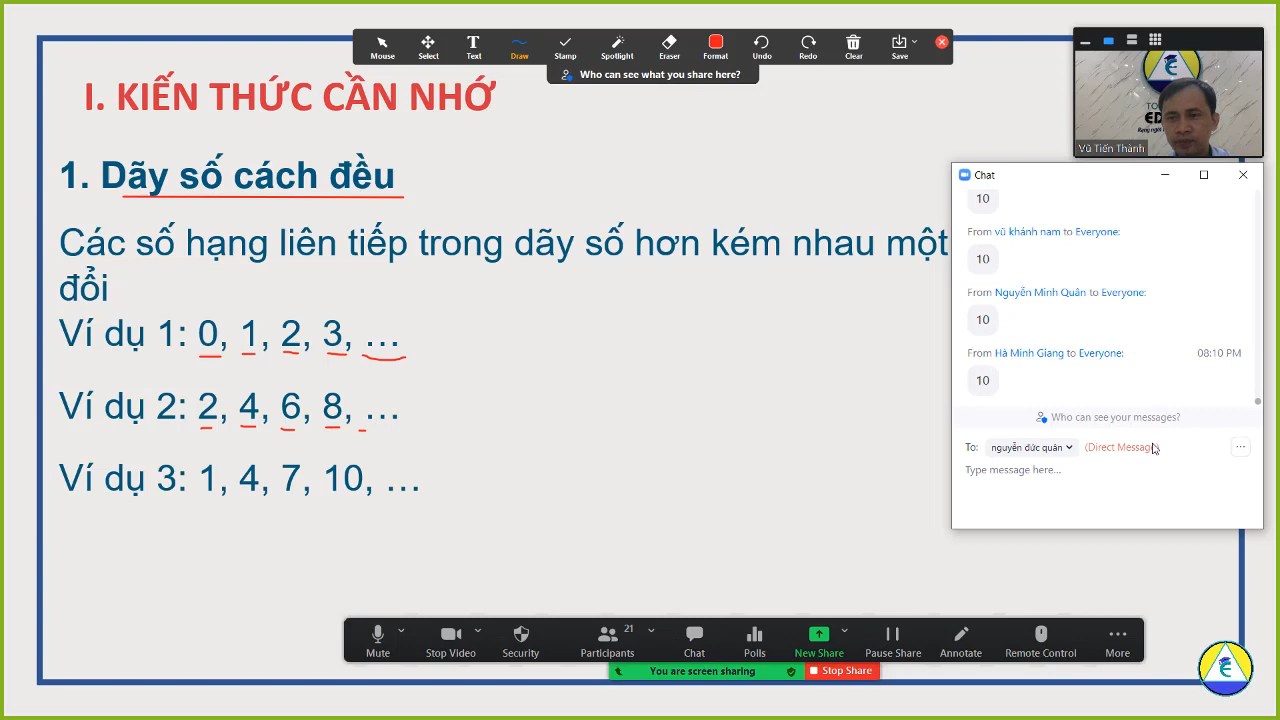 Mouse Select Text Draw Stamp Spotlight Eraser Format Undo Redo Clear Save
Who can see what you share here?
I. KIẾN THỨC CẦN NHỚ
1. Dãy số cách đều
Các số hạng liên tiếp trong dãy số hơn kém nhau một
đổi
Ví dụ 1: 0, 1, 2, 3, …
Ví dụ 2: 2, 4, 6, 8, …
Ví dụ 3: 1, 4, 7, 10, …
Vũ Tiến Thành
Chat
10
From vũ khánh nam to Everyone:
10
From Nguyễn Minh Quân to Everyone:
10
From Hà Minh Giang to Everyone: 08:10 PM
10
Who can see your messages?
To: nguyễn đức quân (Direct Message)
Type message here...
Mute Stop Video Security Participants 21 Chat Polls New Share Pause Share Annotate Remote Control More
You are screen sharing Stop Share